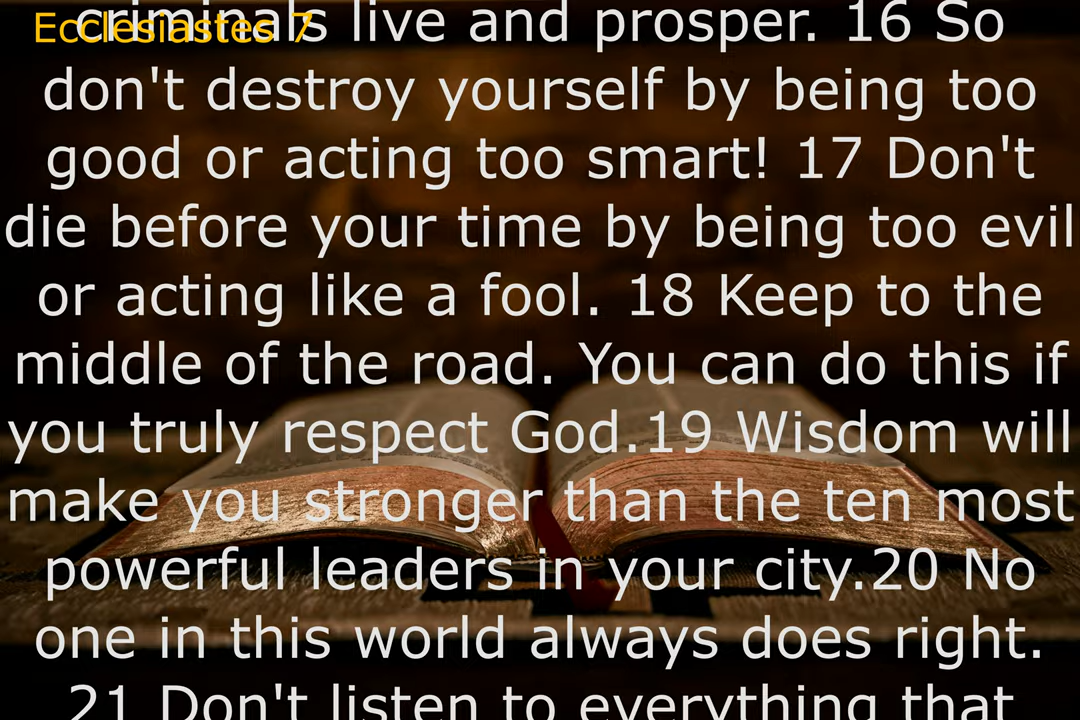 Ecclesiastes 7
criminals live and prosper. 16 So
don't destroy yourself by being too
good or acting too smart! 17 Don't
die before your time by being too evil
or acting like a fool. 18 Keep to the
middle of the road. You can do this if
you truly respect God.19 Wisdom will
make you stronger than the ten most
powerful leaders in your city.20 No
one in this world always does right.
21 Don't listen to everything that